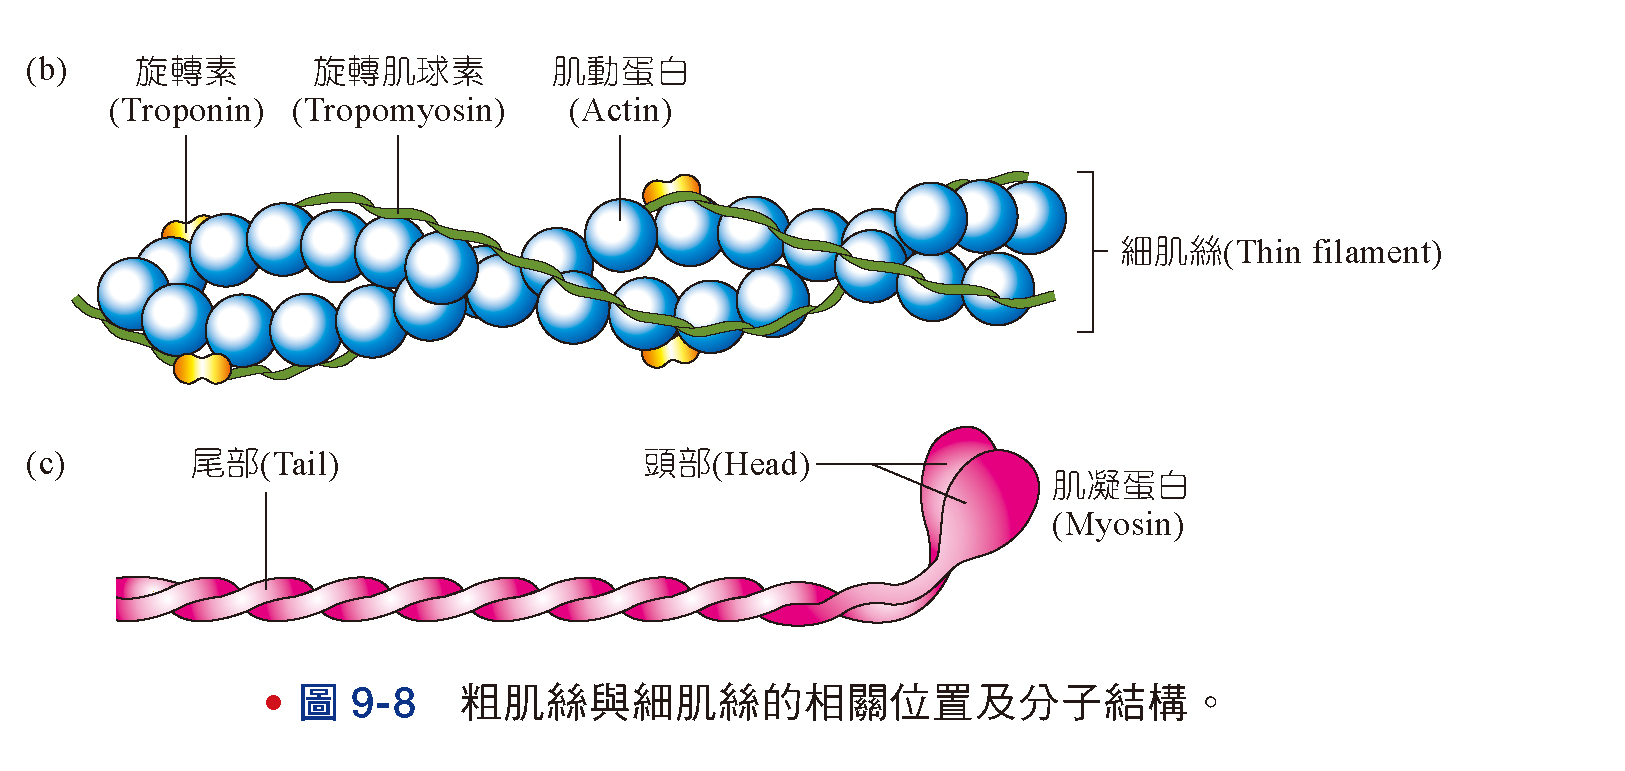 (b)
旋轉素
(Troponin)
旋轉肌球素
(Tropomyosin)
肌動蛋白
(Actin)
細肌絲(Thin filament)
(c)
尾部(Tail)
頭部(Head)
肌凝蛋白
(Myosin)
• 圖 9-8 粗肌絲與細肌絲的相關位置及分子結構。